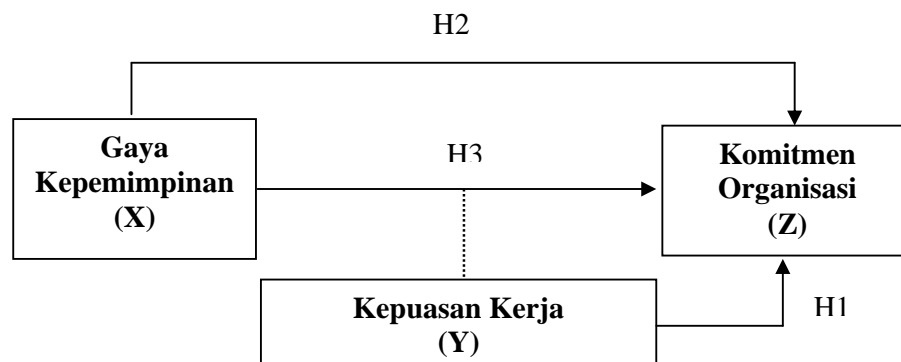 H2
Gaya
Kepemimpinan
(X)
H3
Komitmen
Organisasi
(Z)
Kepuasan Kerja
(Y)
H1